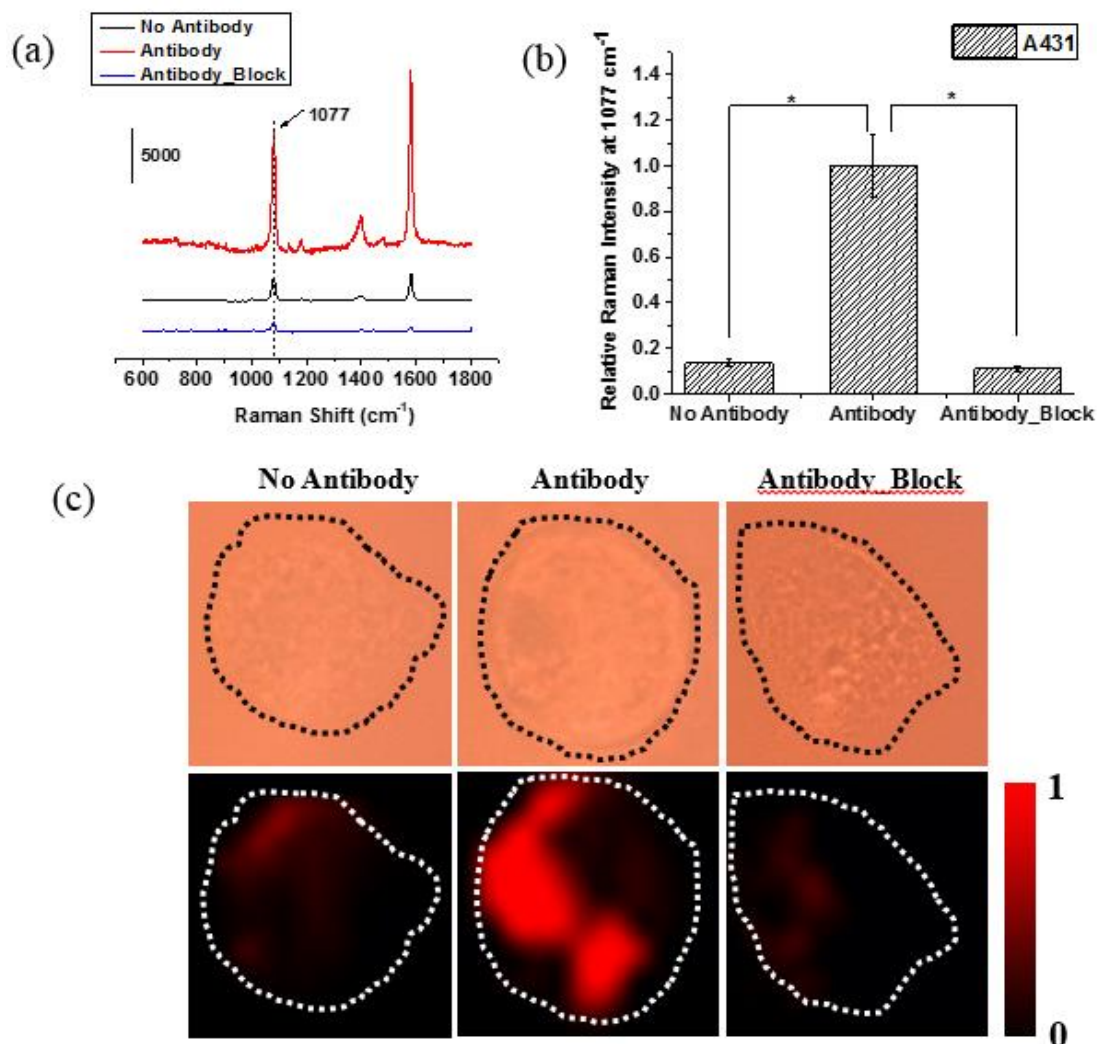 (a)
No Antibody
Antibody
Antibody_Block
1077
5000
600 800 1000 1200 1400 1600 1800
Raman Shift (cm⁻¹)
(b)
A431
Relative Raman Intensity at 1077 cm⁻¹
1.4
1.2
1.0
0.8
0.6
0.4
0.2
0.0
* *
No Antibody Antibody Antibody_Block
(c)
No Antibody Antibody Antibody_Block
1
0